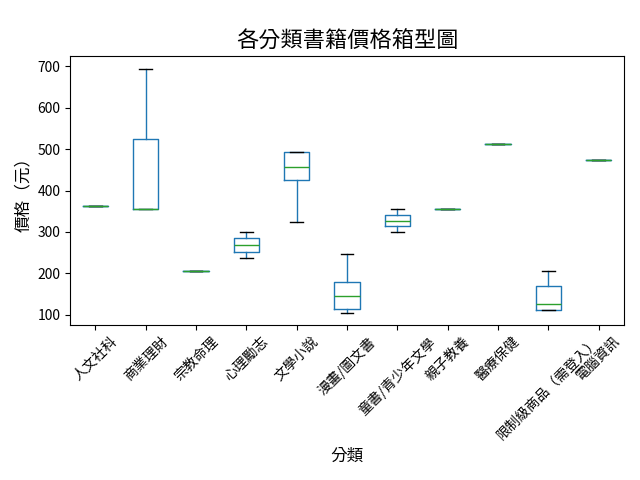 各分類書籍價格箱型圖
價格（元）
700
600
500
400
300
200
100
人文社科
商業理財
宗教命理
心理勵志
文學小說
漫畫/圖文書
童書/青少年文學
親子教養
醫療保健
限制級商品（需登入）
電腦資訊
分類